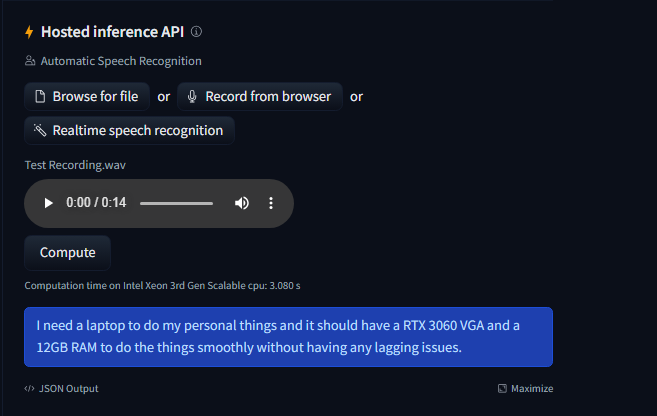 Hosted inference API
Automatic Speech Recognition
Browse for file or Record from browser or
Realtime speech recognition
Test Recording.wav
0:00 / 0:14
Compute
Computation time on Intel Xeon 3rd Gen Scalable cpu: 3.080 s
I need a laptop to do my personal things and it should have a RTX 3060 VGA and a
12GB RAM to do the things smoothly without having any lagging issues.
</> JSON Output Maximize